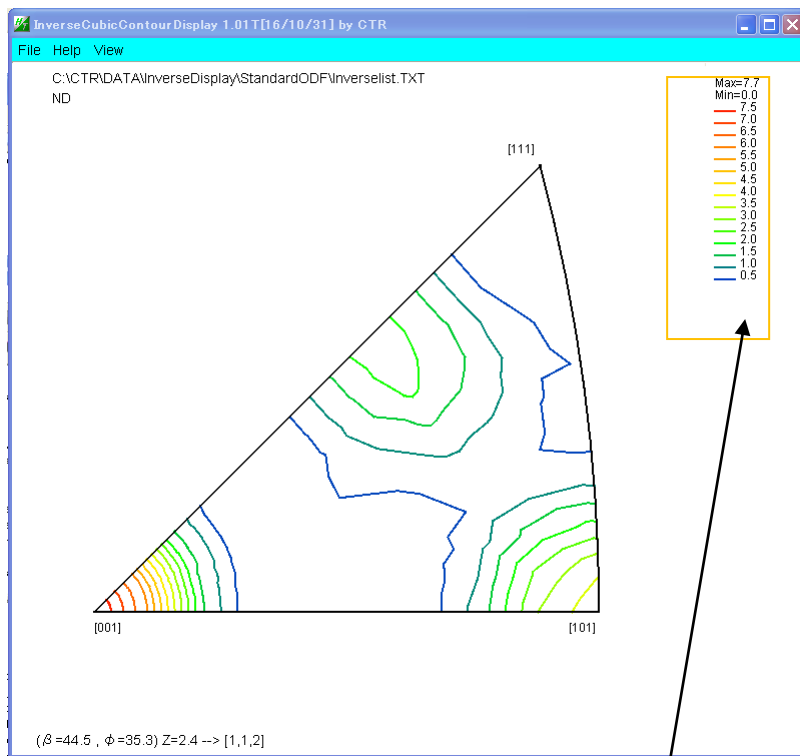 InverseCubicContourDisplay 1.01T[16/10/31] by CTR
File Help View
C:\CTR\DATA\InverseDisplay\StandardODF\Inverselist.TXT
ND
Max=7.7
Min=0.0
7.5
7.0
6.5
6.0
5.5
5.0
4.5
4.0
3.5
3.0
2.5
2.0
1.5
1.0
0.5
[111]
[001]
[101]
(β=44.5 , Φ=35.3) Z=2.4 --> [1,1,2]